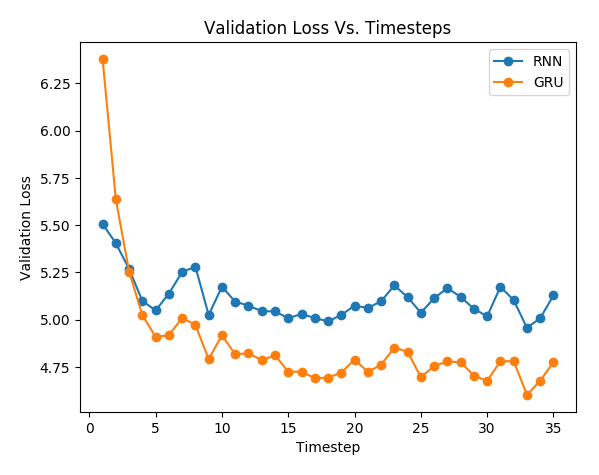 Validation Loss Vs. Timesteps
RNN
GRU
6.25
6.00
5.75
5.50
5.25
5.00
4.75
Validation Loss
0 5 10 15 20 25 30 35
Timestep